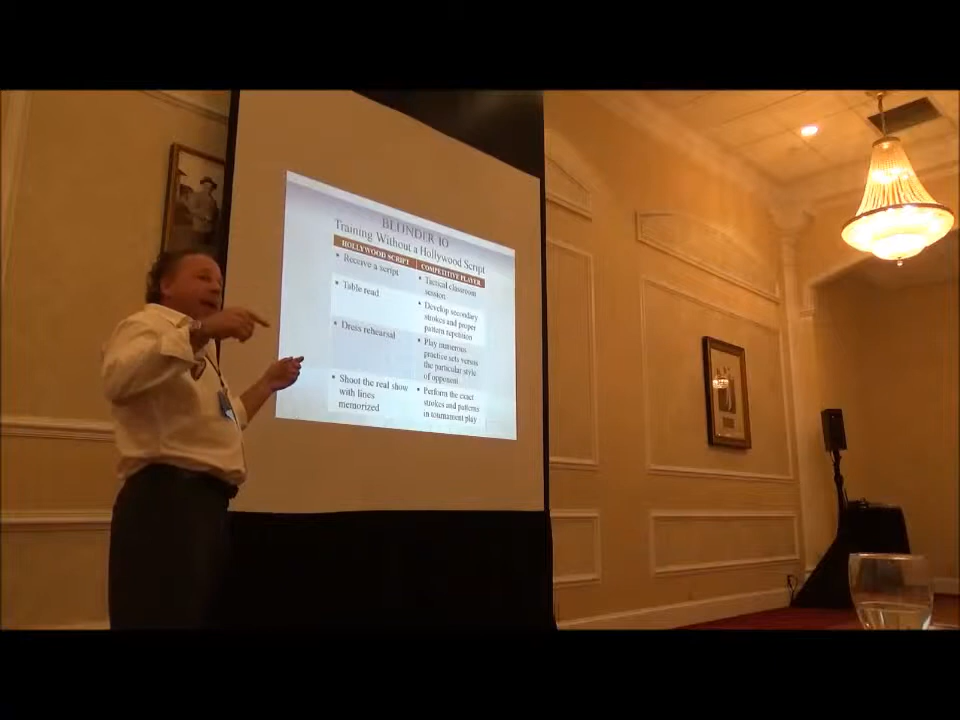 BLUNDER 10
Training Without a Hollywood Script
HOLLYWOOD SCRIPT
COMPETITIVE PLAYER
• Receive a script
• Tactical classroom
session
• Table read
• Develop secondary
strokes and proper
pattern repetition
• Dress rehearsal
• Play numerous
practice sets versus
the particular style
of opponent
• Shoot the real show
with lines
memorized
• Perform the exact
strokes and patterns
in tournament play